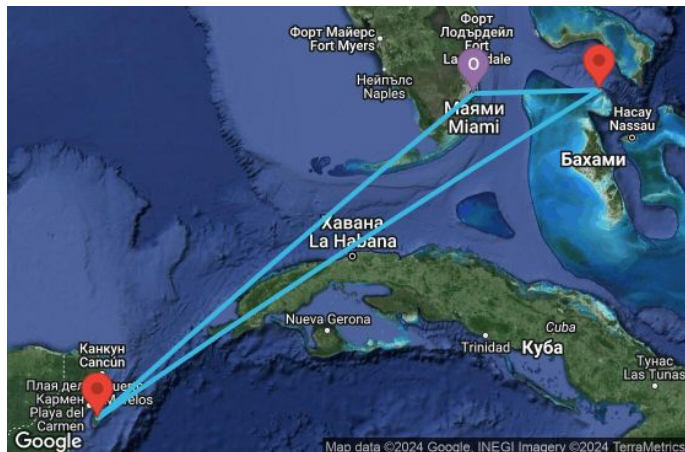 Форт Майерс
Fort Myers
Форт
Лодърдейл
Fort
La
dale
O
Нейпълс
Naples
Маями
Miami
Насау
Nassau
Бахами
Хавана
La Habana
Nueva Gerona
Cuba
Куба
Trinidad
Тунас
Las Tunas
Канкун
Cancún
Плая дел
Кармен
Playa del
Carmen
Google
Map data ©2024 Google, INEGI Imagery ©2024 TerraMetrics